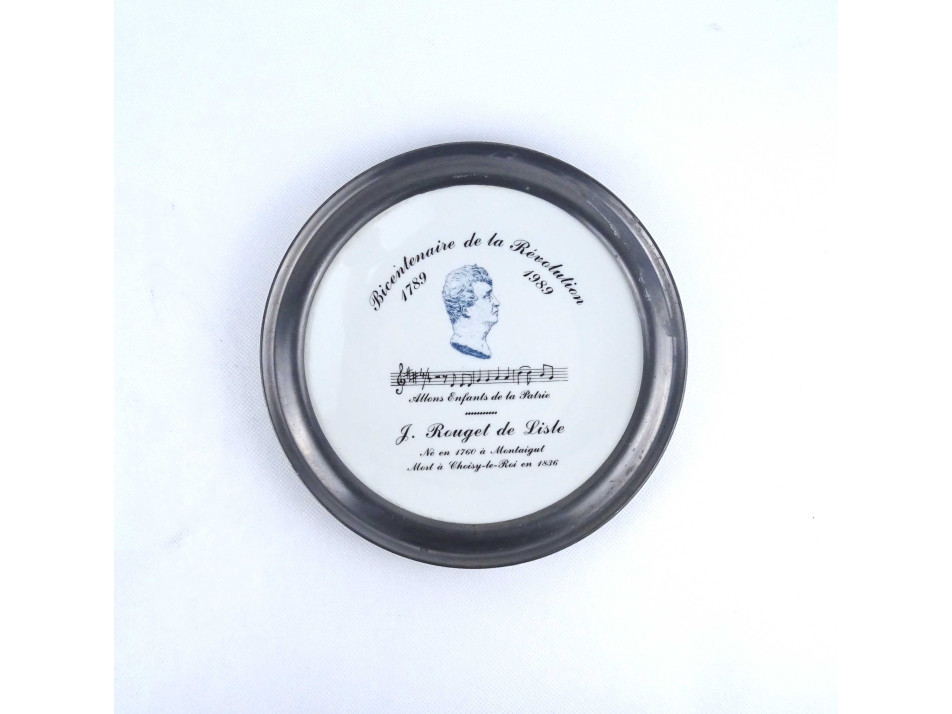 Bicentenaire de la Révolution
1789 1989
Allons Enfants de la Patrie
J. Rouget de Lisle
Né en 1760 à Montaigut
Mort à Choisy-le-Roi en 1836